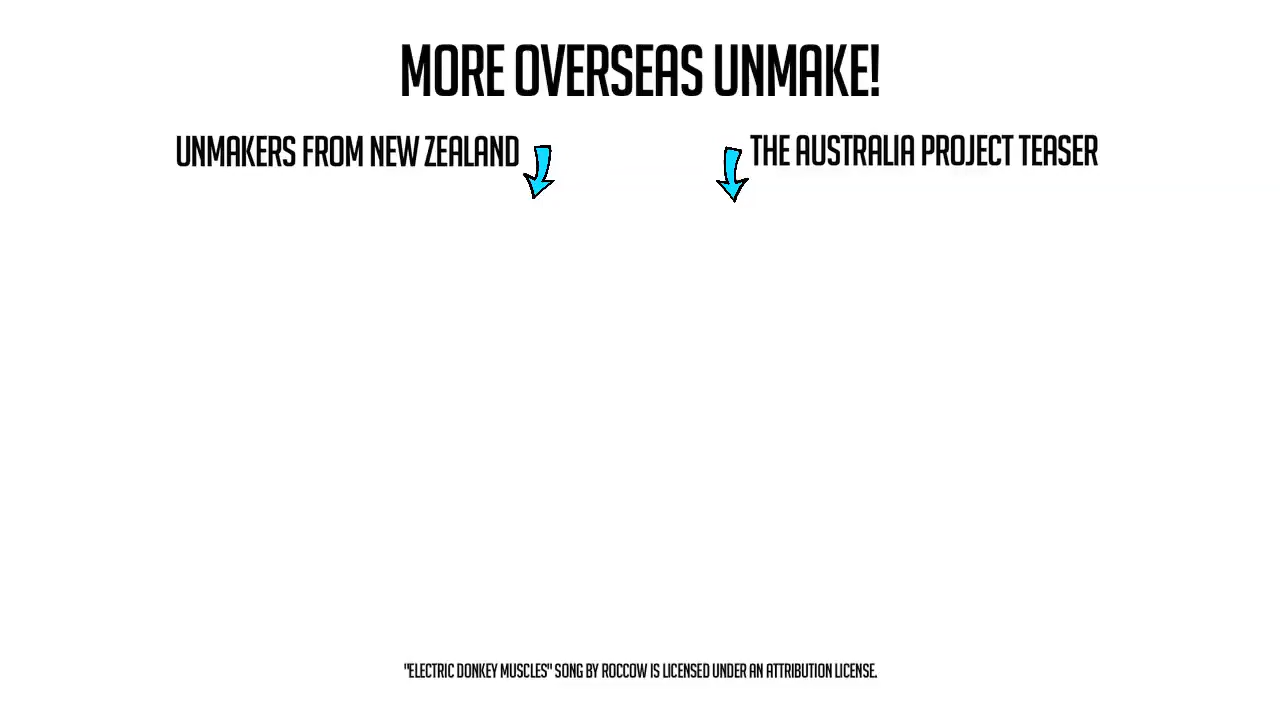 MORE OVERSEAS UNMAKE!
UNMAKERS FROM NEW ZEALAND
THE AUSTRALIA PROJECT TEASER
"ELECTRIC DONKEY MUSCLES" SONG BY ROCCOW IS LICENSED UNDER AN ATTRIBUTION LICENSE.